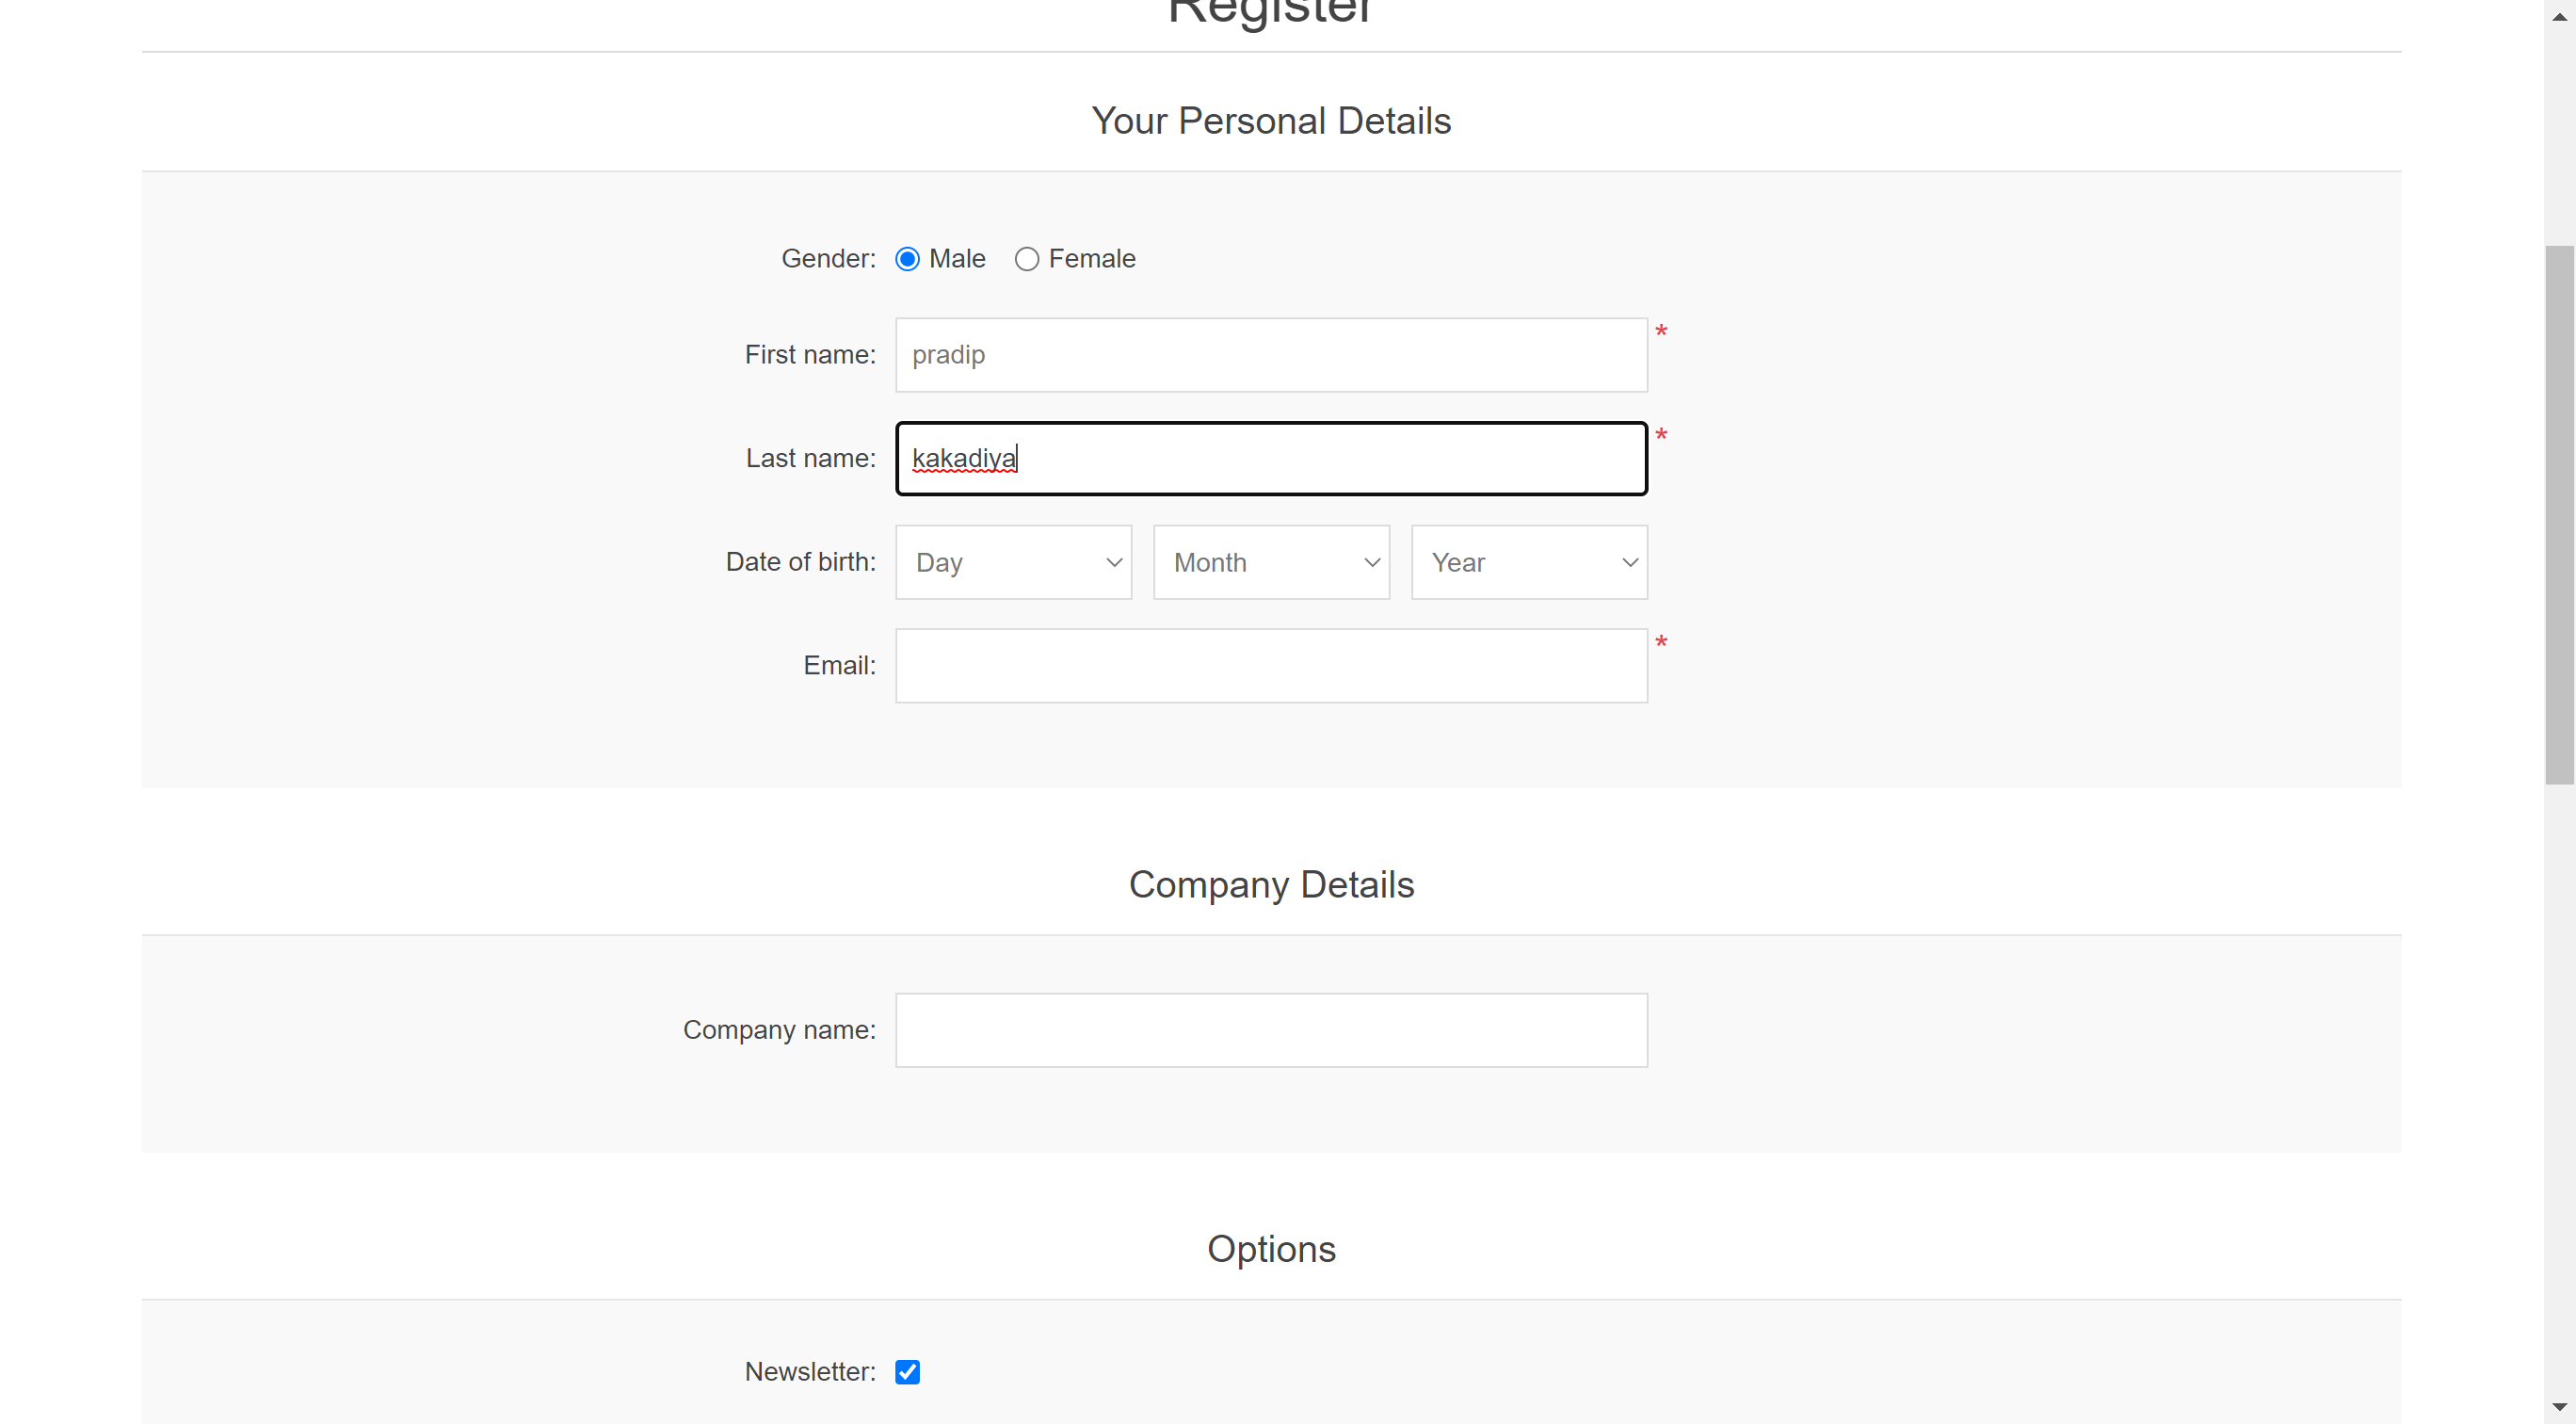 Register
Your Personal Details
Gender: Male Female
First name: pradip *
Last name: kakadiya *
Date of birth: Day Month Year
Email: *
Company Details
Company name:
Options
Newsletter: